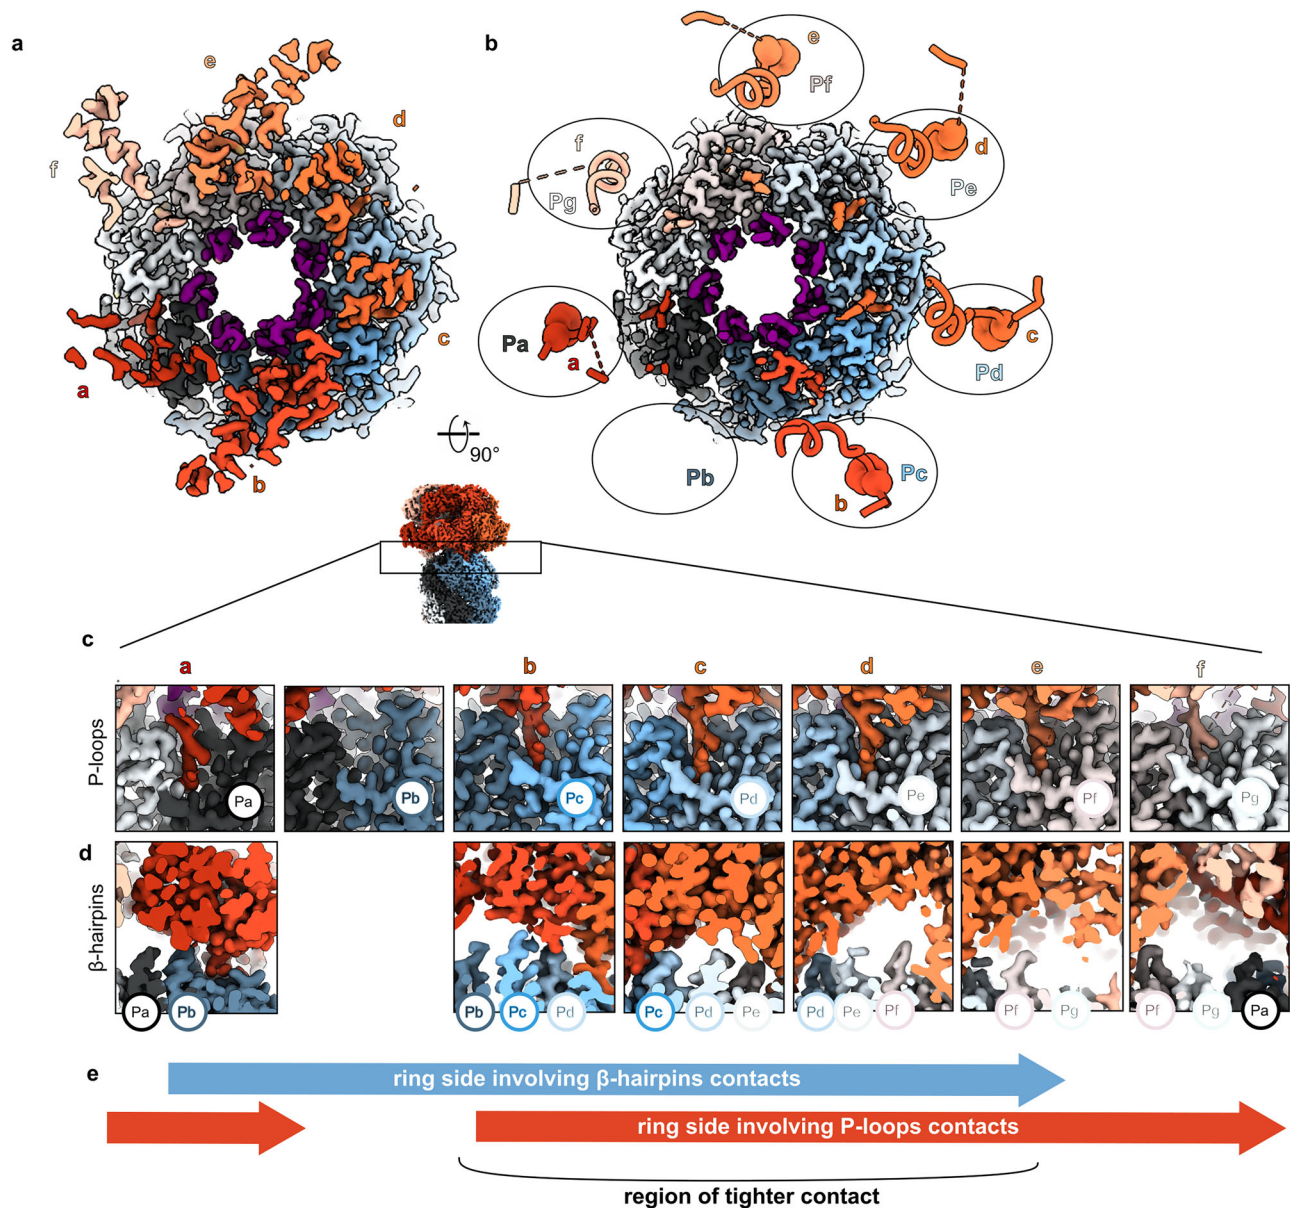 a
b
e
d
f
c
a
b
e
Pf
d
Pe
f
Pg
Pa
a
c
Pd
Pb
b
Pc
90°
c
a
b
c
d
e
f
P-loops
Pa
Pb
Pc
Pd
Pe
Pf
Pg
d
β-hairpins
Pa
Pb
Pb
Pc
Pd
Pc
Pd
Pe
Pd
Pe
Pf
Pf
Pg
Pf
Pg
Pa
e
ring side involving β-hairpins contacts
ring side involving P-loops contacts
region of tighter contact